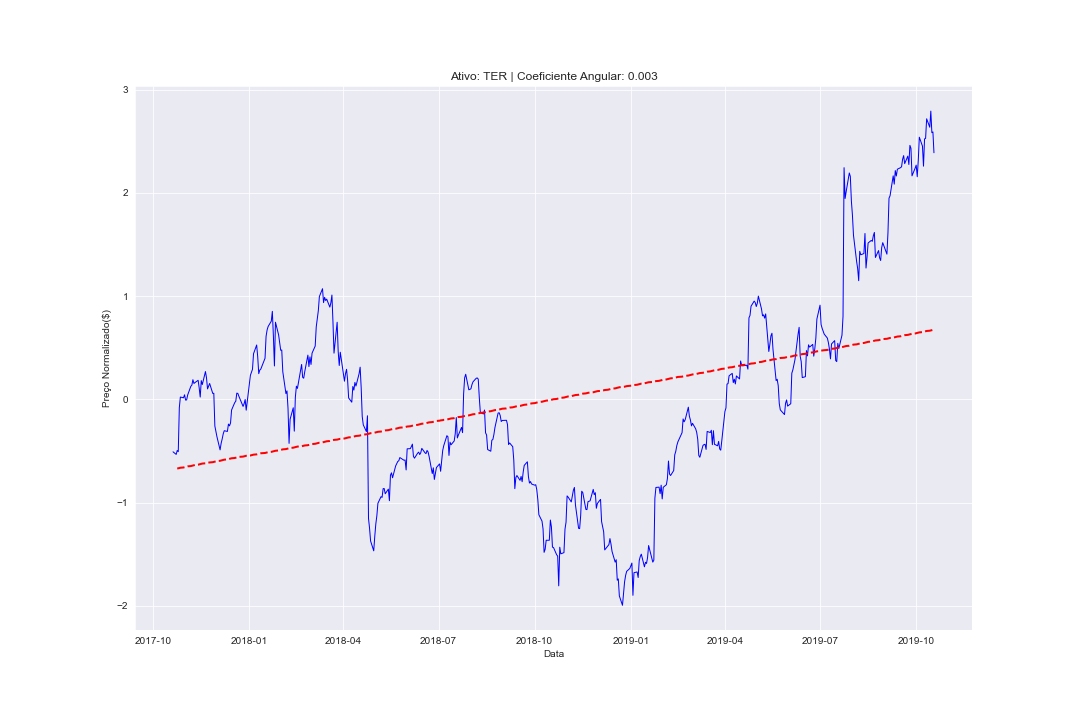 Ativo: TER | Coeficiente Angular: 0.003
Preço Normalizado($)
3
2
1
0
−1
−2
2017-10 2018-01 2018-04 2018-07 2018-10 2019-01 2019-04 2019-07 2019-10
Data